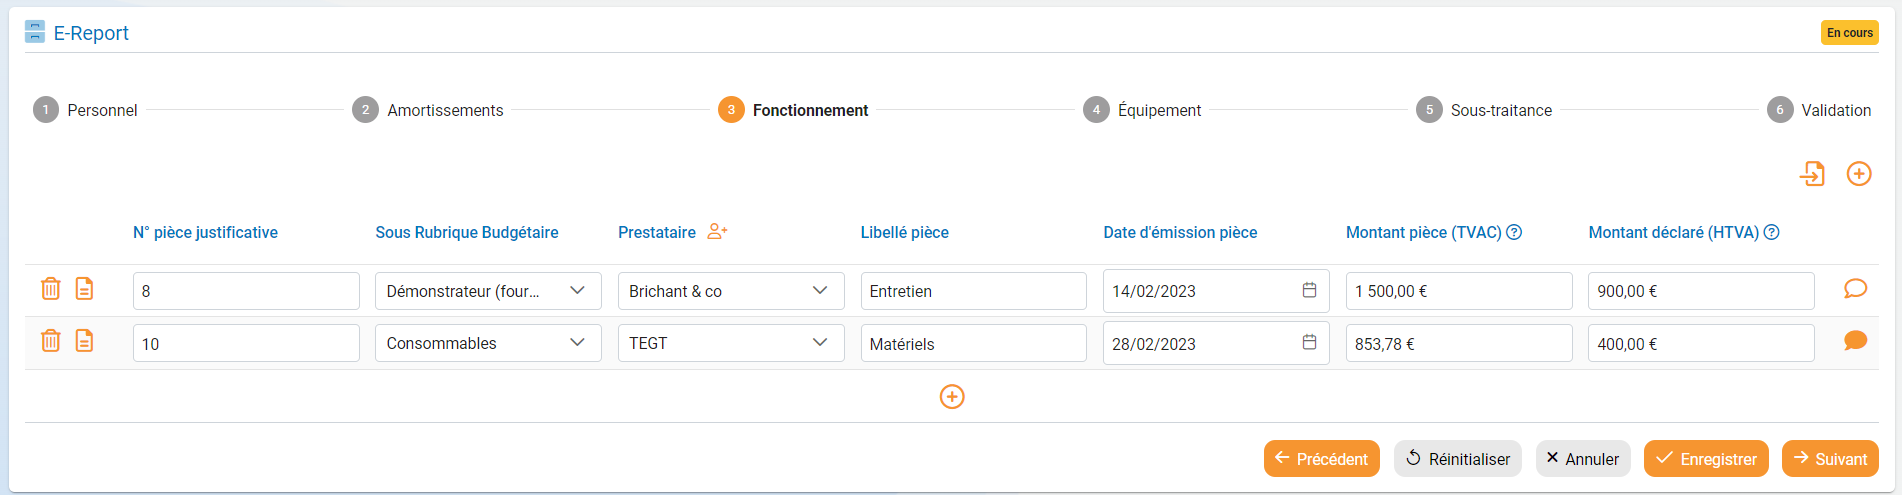 E-Report
En cours
1 Personnel 2 Amortissements 3 Fonctionnement 4 Équipement 5 Sous-traitance 6 Validation
N° pièce justificative Sous Rubrique Budgétaire Prestataire Libellé pièce Date d'émission pièce Montant pièce (TVAC) Montant déclaré (HTVA)
8 Démonstrateur (four... Brichant & co Entretien 14/02/2023 1 500,00 € 900,00 €
10 Consommables TEGT Matériels 28/02/2023 853,78 € 400,00 €
Précédent Réinitialiser Annuler Enregistrer Suivant